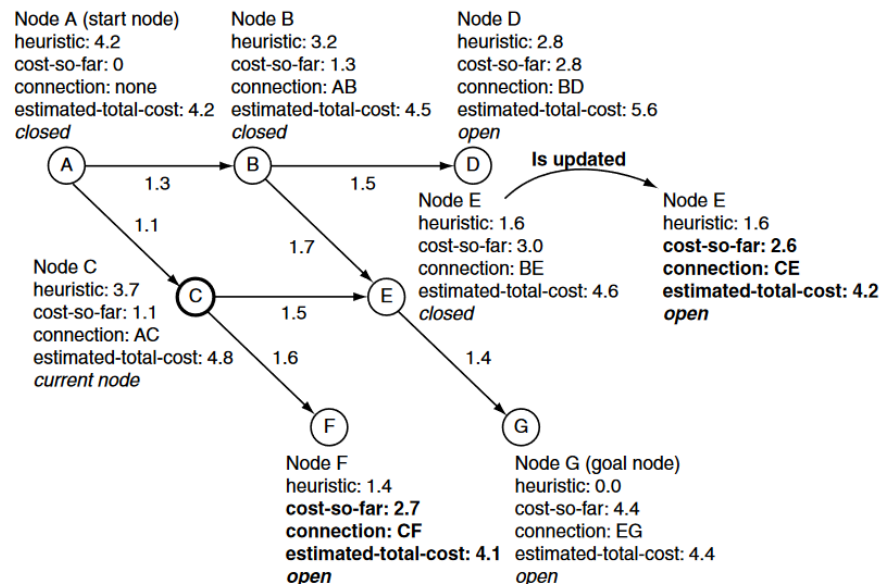 Node A (start node)
heuristic: 4.2
cost-so-far: 0
connection: none
estimated-total-cost: 4.2
closed
Node B
heuristic: 3.2
cost-so-far: 1.3
connection: AB
estimated-total-cost: 4.5
closed
Node D
heuristic: 2.8
cost-so-far: 2.8
connection: BD
estimated-total-cost: 5.6
open
A
B
D
Is updated
1.3
1.5
1.1
1.7
Node E
heuristic: 1.6
cost-so-far: 3.0
connection: BE
estimated-total-cost: 4.6
closed
Node E
heuristic: 1.6
cost-so-far: 2.6
connection: CE
estimated-total-cost: 4.2
open
Node C
heuristic: 3.7
cost-so-far: 1.1
connection: AC
estimated-total-cost: 4.8
current node
C
E
1.5
1.6
1.4
F
G
Node F
heuristic: 1.4
cost-so-far: 2.7
connection: CF
estimated-total-cost: 4.1
open
Node G (goal node)
heuristic: 0.0
cost-so-far: 4.4
connection: EG
estimated-total-cost: 4.4
open